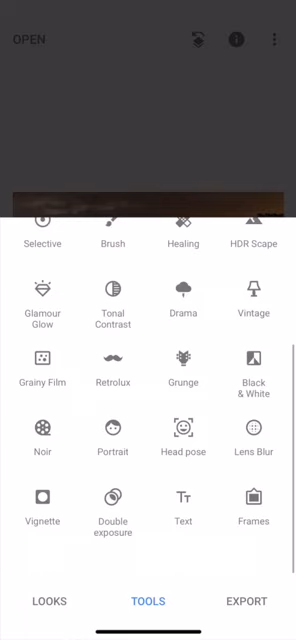 OPEN
Selective Brush Healing HDR Scape
Glamour Glow Tonal Contrast Drama Vintage
Grainy Film Retrolux Grunge Black & White
Noir Portrait Head pose Lens Blur
Vignette Double exposure Text Frames
LOOKS TOOLS EXPORT